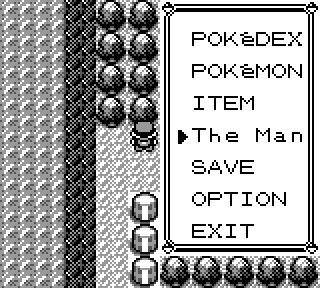 POKéDEX
POKéMON
ITEM
The Man
SAVE
OPTION
EXIT